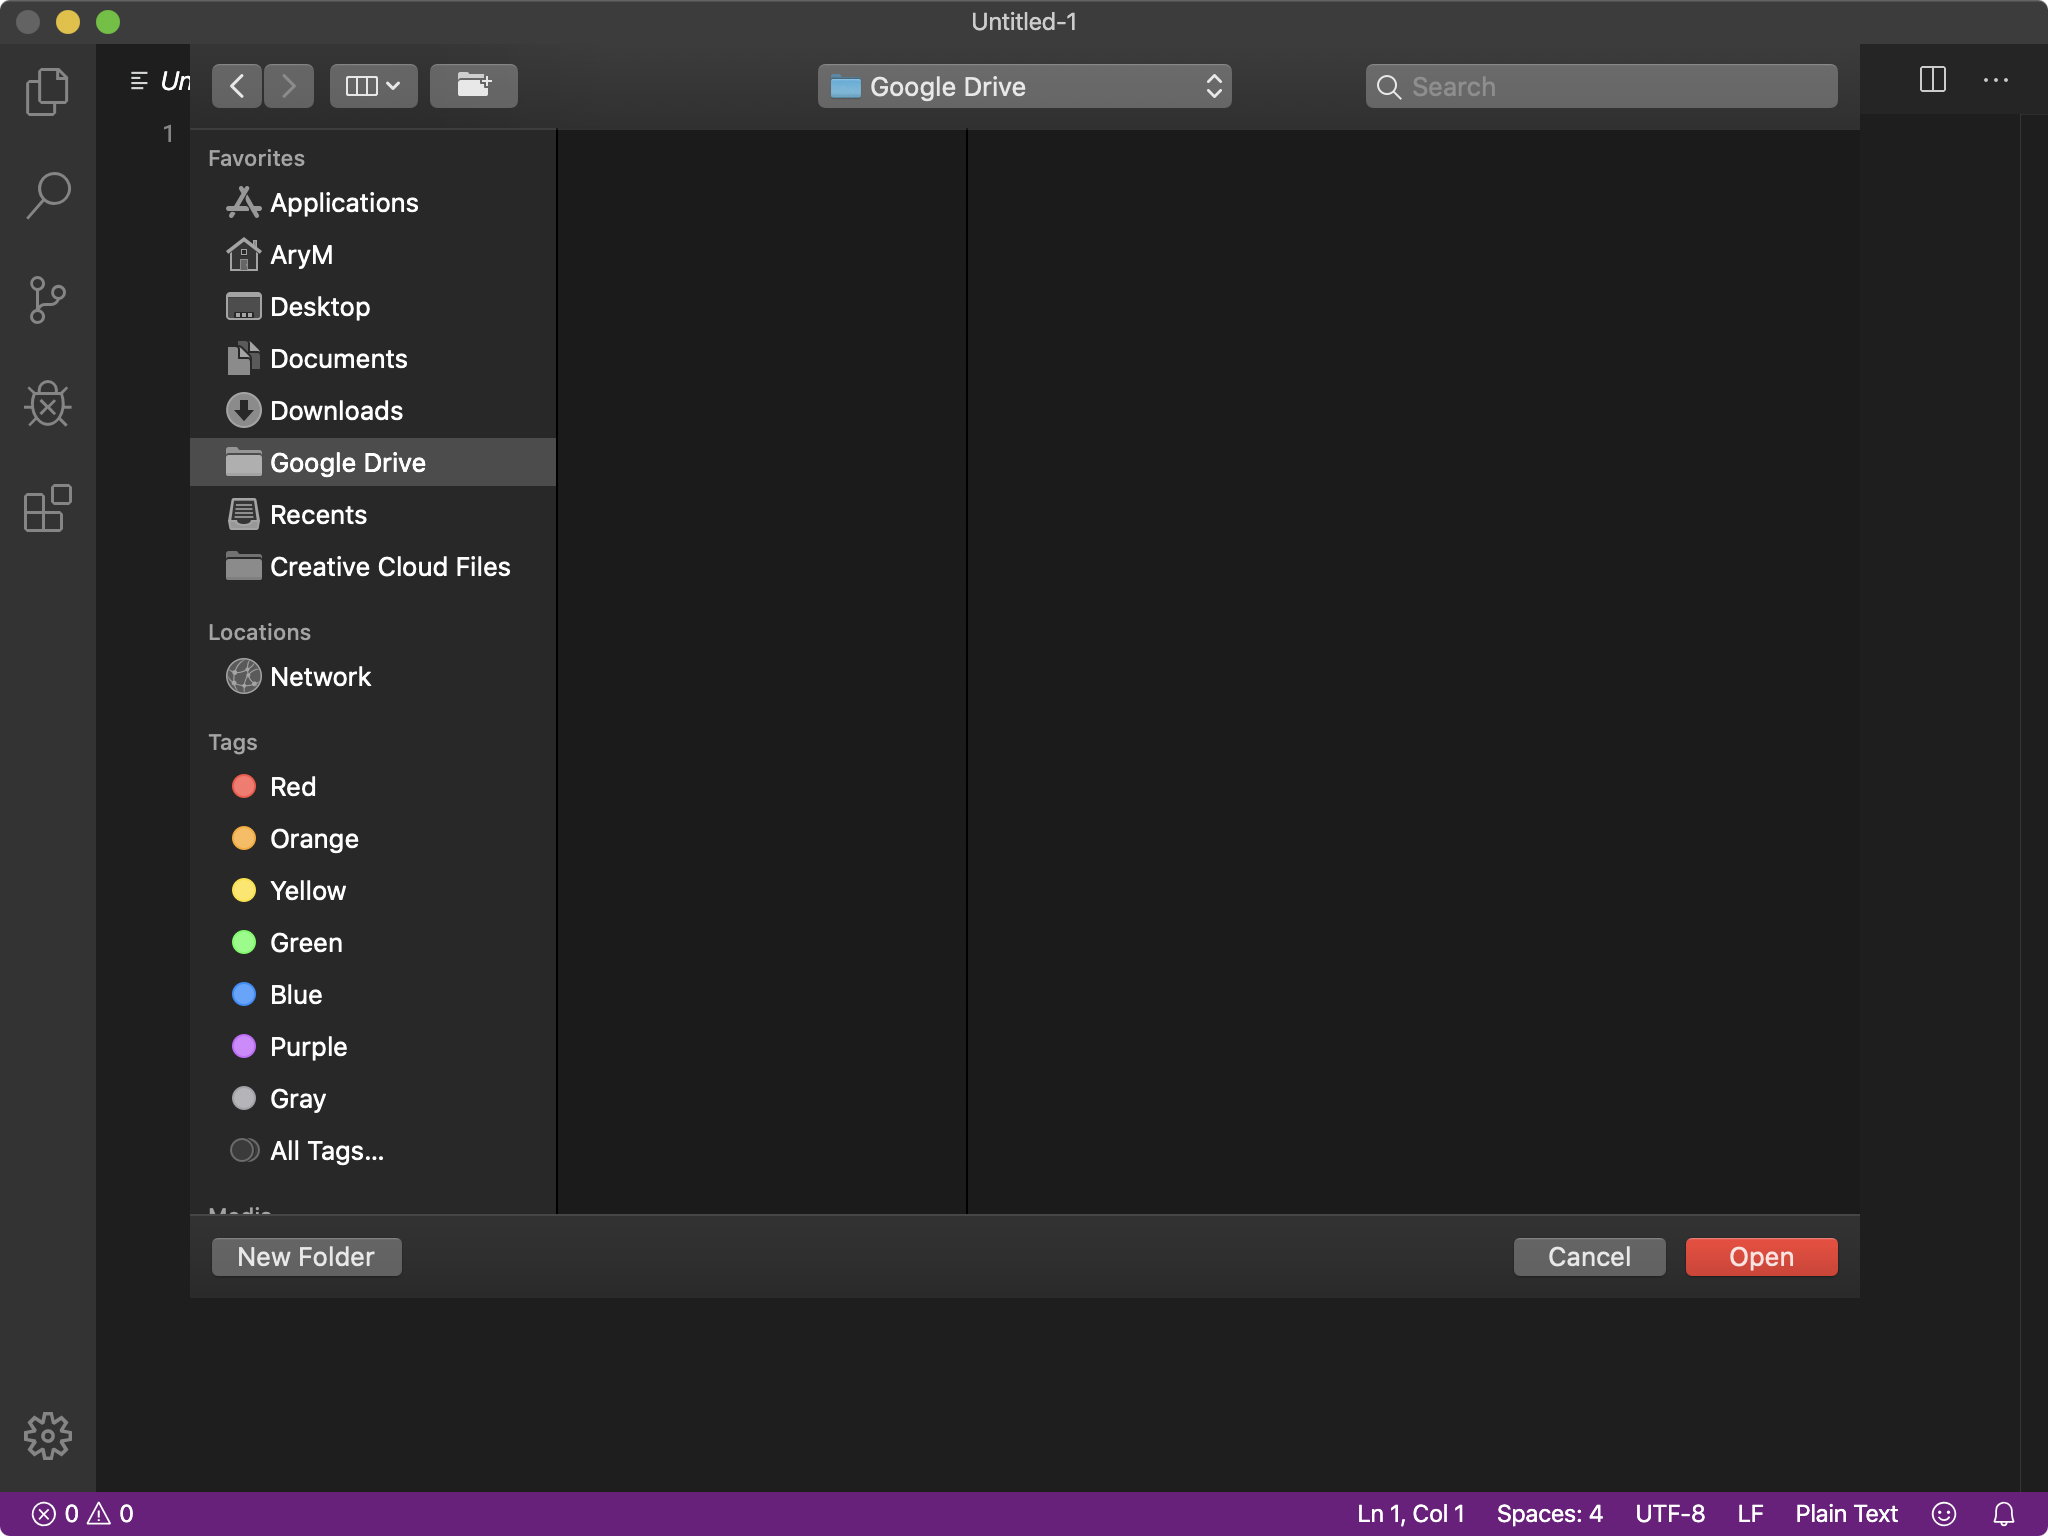 Untitled-1
Un
Google Drive
Search
1
Favorites
Applications
AryM
Desktop
Documents
Downloads
Google Drive
Recents
Creative Cloud Files
Locations
Network
Tags
Red
Orange
Yellow
Green
Blue
Purple
Gray
All Tags...
Media
New Folder
Cancel
Open
0 0
Ln 1, Col 1
Spaces: 4
UTF-8
LF
Plain Text